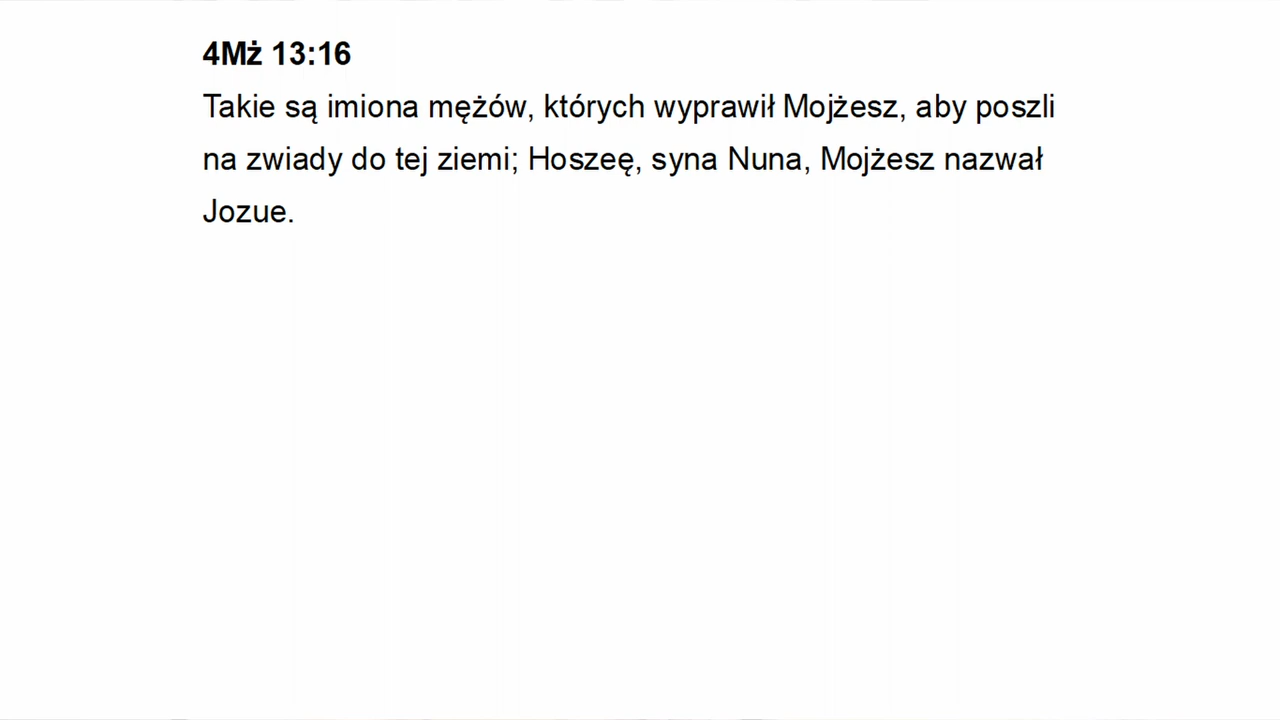 4Mż 13:16
Takie są imiona mężów, których wyprawił Mojżesz, aby poszli
na zwiady do tej ziemi; Hoszeę, syna Nuna, Mojżesz nazwał
Jozue.